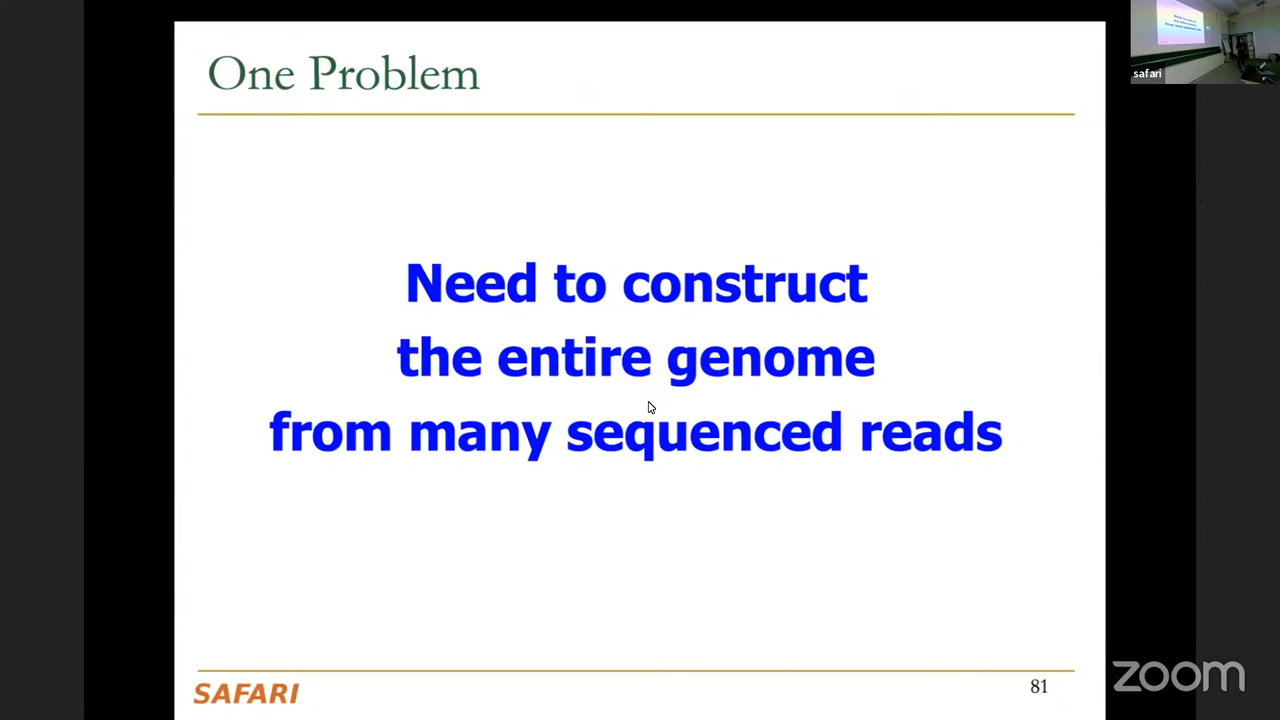 One Problem
safari
Need to construct
the entire genome
from many sequenced reads
SAFARI
81
zoom